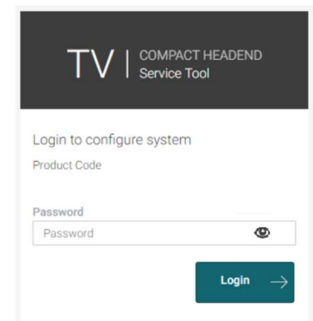 TV | COMPACT HEADEND
Service Tool
Login to configure system
Product Code
Password
Password
Login